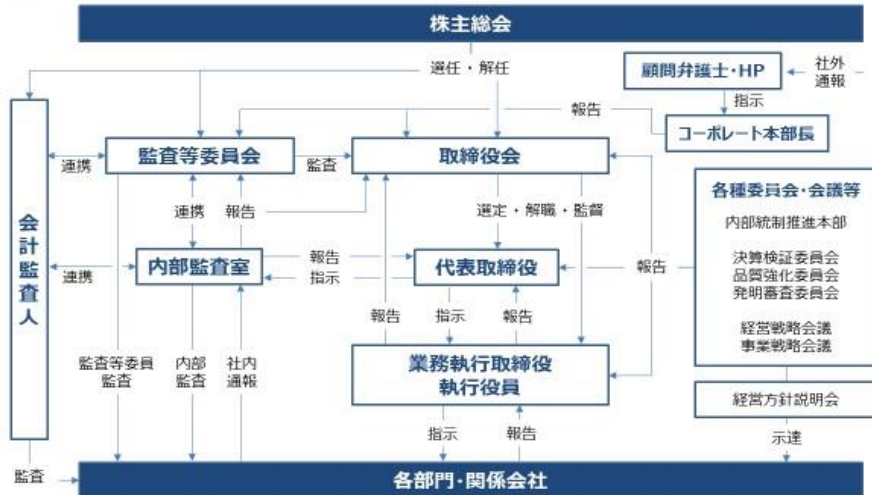 株主総会
選任・解任
顧問弁護士・HP
社外
通報
指示
報告
コーポレート本部長
監査等委員会
監査
取締役会
連携
各種委員会・会議等
内部統制推進本部
決算検証委員会
品質強化委員会
発明審査委員会
経営戦略会議
事業戦略会議
連携
報告
選定・解職・監督
会計監査人
内部監査室
報告
指示
代表取締役
報告
連携
報告
指示
報告
監査等委員
監査
内部
監査
社内
通報
業務執行取締役
執行役員
経営方針説明会
指示
報告
示達
監査
各部門・関係会社